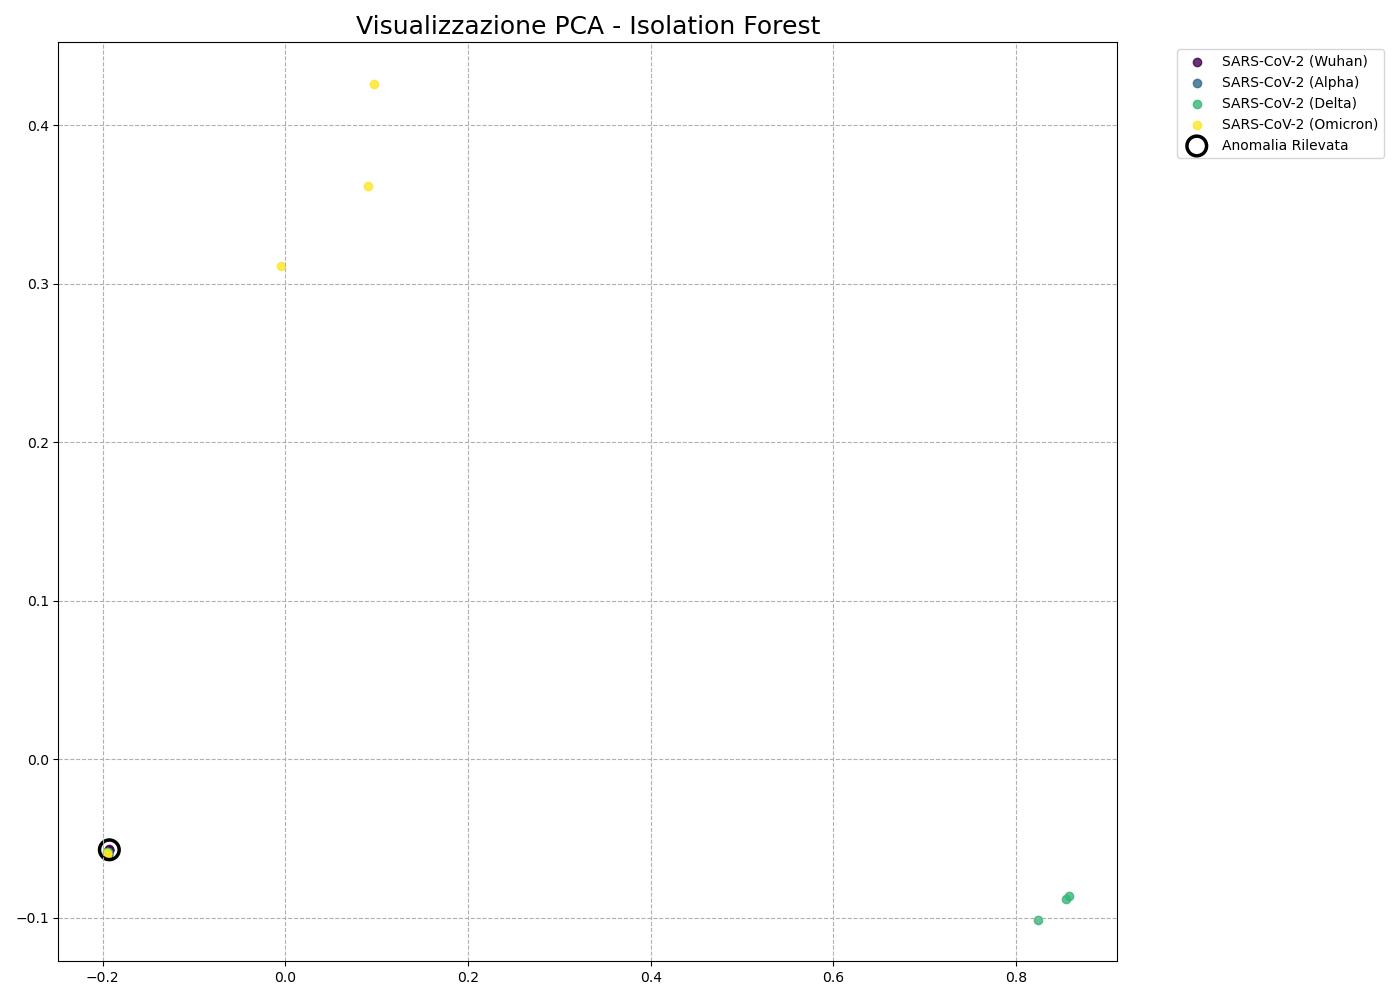 Visualizzazione PCA - Isolation Forest
SARS-CoV-2 (Wuhan)
SARS-CoV-2 (Alpha)
SARS-CoV-2 (Delta)
SARS-CoV-2 (Omicron)
Anomalia Rilevata
0.4
0.3
0.2
0.1
0.0
−0.1
−0.2 0.0 0.2 0.4 0.6 0.8